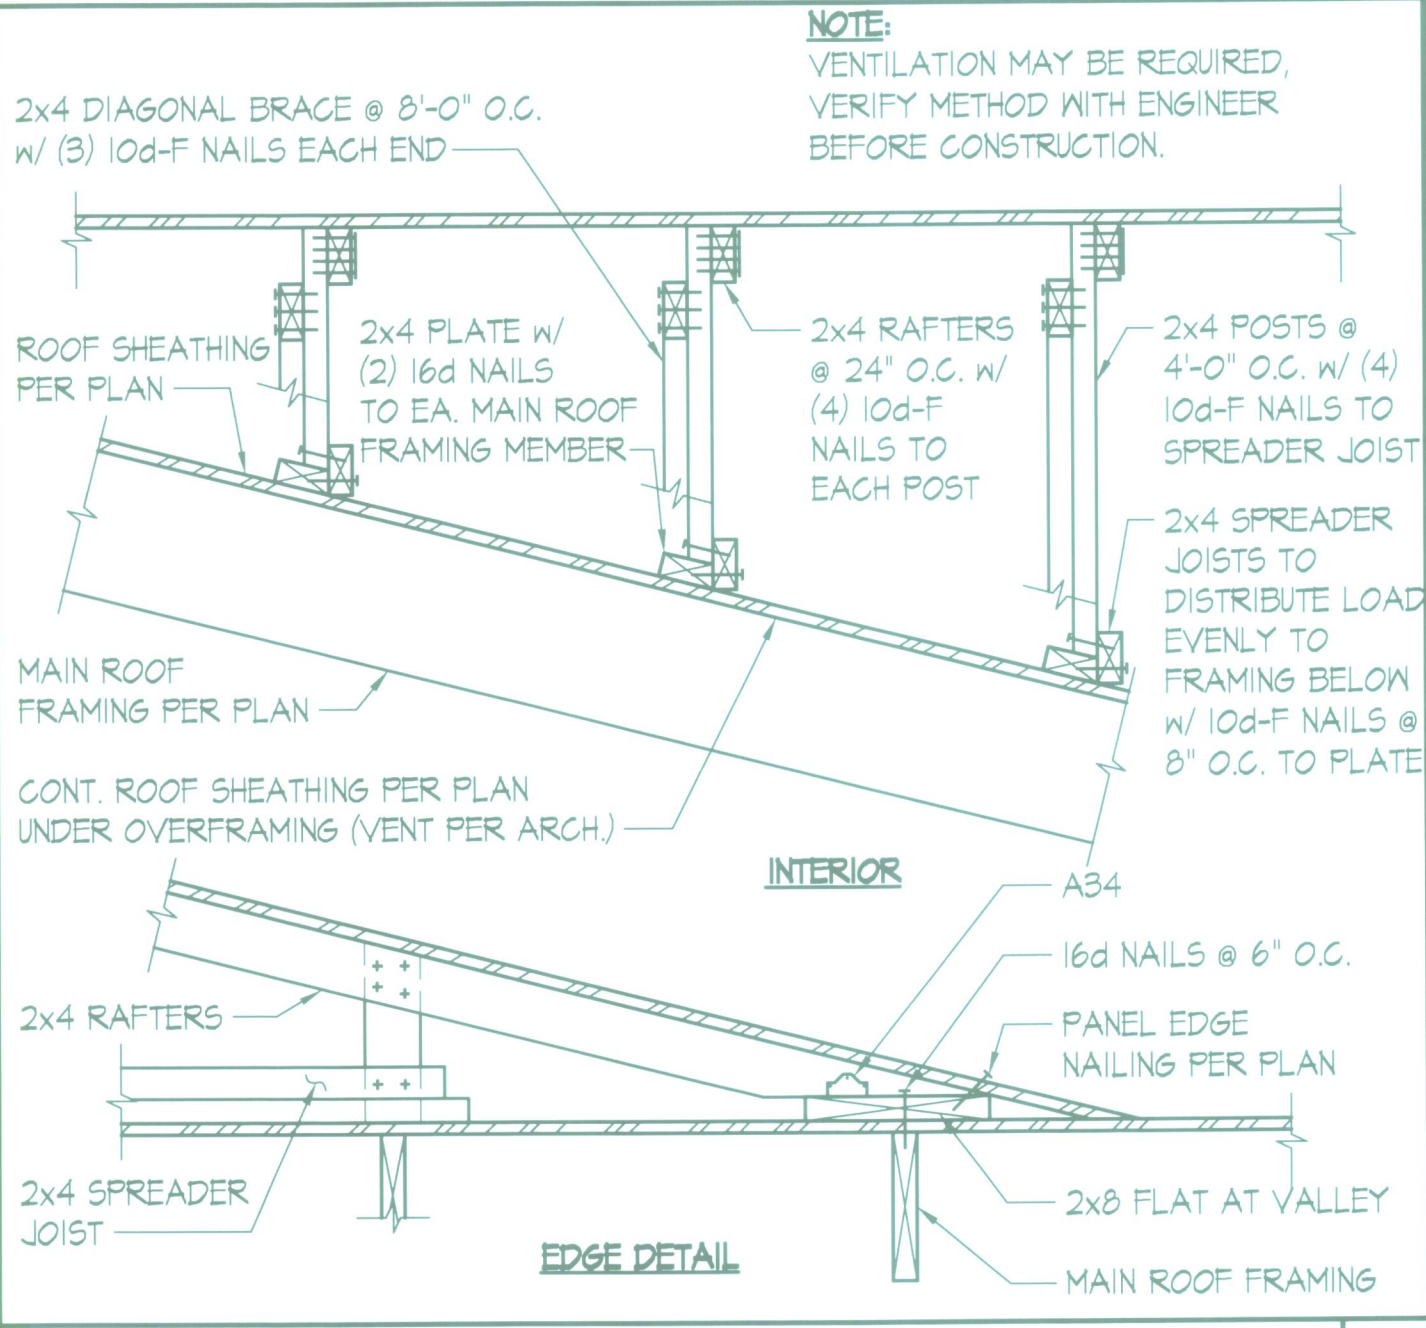 NOTE:
VENTILATION MAY BE REQUIRED,
VERIFY METHOD WITH ENGINEER
BEFORE CONSTRUCTION.
2x4 DIAGONAL BRACE @ 8'-0" O.C.
W/ (3) 10d-F NAILS EACH END
ROOF SHEATHING
PER PLAN
2x4 PLATE W/
(2) 16d NAILS
TO EA. MAIN ROOF
FRAMING MEMBER
2x4 RAFTERS
@ 24" O.C. W/
(4) 10d-F
NAILS TO
EACH POST
2x4 POSTS @
4'-0" O.C. W/ (4)
10d-F NAILS TO
SPREADER JOIST
2x4 SPREADER
JOISTS TO
DISTRIBUTE LOAD
EVENLY TO
FRAMING BELOW
W/ 10d-F NAILS @
8" O.C. TO PLATE
MAIN ROOF
FRAMING PER PLAN
CONT. ROOF SHEATHING PER PLAN
UNDER OVERFRAMING (VENT PER ARCH.)
INTERIOR
A34
16d NAILS @ 6" O.C.
PANEL EDGE
NAILING PER PLAN
2x4 RAFTERS
2x4 SPREADER
JOIST
2x8 FLAT AT VALLEY
MAIN ROOF FRAMING
EDGE DETAIL